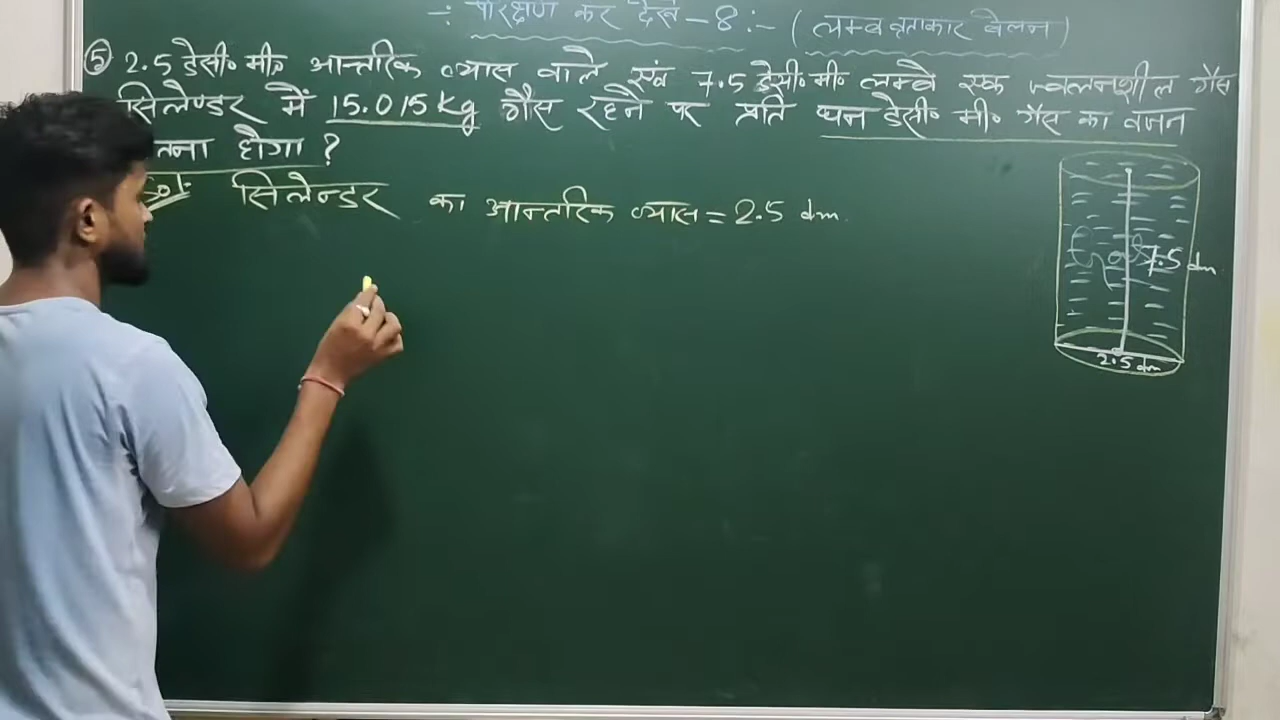 -: परिक्षण कर देखें - 8 :- ( लम्ब वृत्ताकार बेलन )
⑤ 2.5 डेसी॰ मी॰ आन्तरिक व्यास वाले एवं 7.5 डेसी॰ मी॰ लम्बे एक ज्वलनशील गैस
सिलेण्डर में 15.015 kg गैस रहने पर प्रति घन डेसी॰ मी॰ गैस का वजन
तना होगा ?
सिलेन्डर का आन्तरिक व्यास = 2.5 dm.
Gas
7.5 dm
2.5 dm